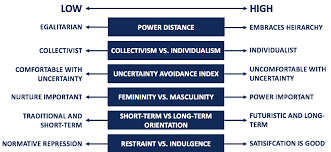 LOW HIGH
EGALITARIAN POWER DISTANCE EMBRACES HEIRARCHY
COLLECTIVIST COLLECTIVISM VS. INDIVIDUALISM INDIVIDUALIST
COMFORTABLE WITH UNCERTAINTY UNCERTAINTY AVOIDANCE INDEX UNCOMFORTABLE WITH UNCERTAINTY
NURTURE IMPORTANT FEMININITY VS. MASCULINITY POWER IMPORTANT
TRADITIONAL AND SHORT-TERM SHORT-TERM VS LONG-TERM ORIENTATION FUTURISTIC AND LONG-TERM
NORMATIVE REPRESSION RESTRAINT VS. INDULGENCE SATISIFCATION IS GOOD